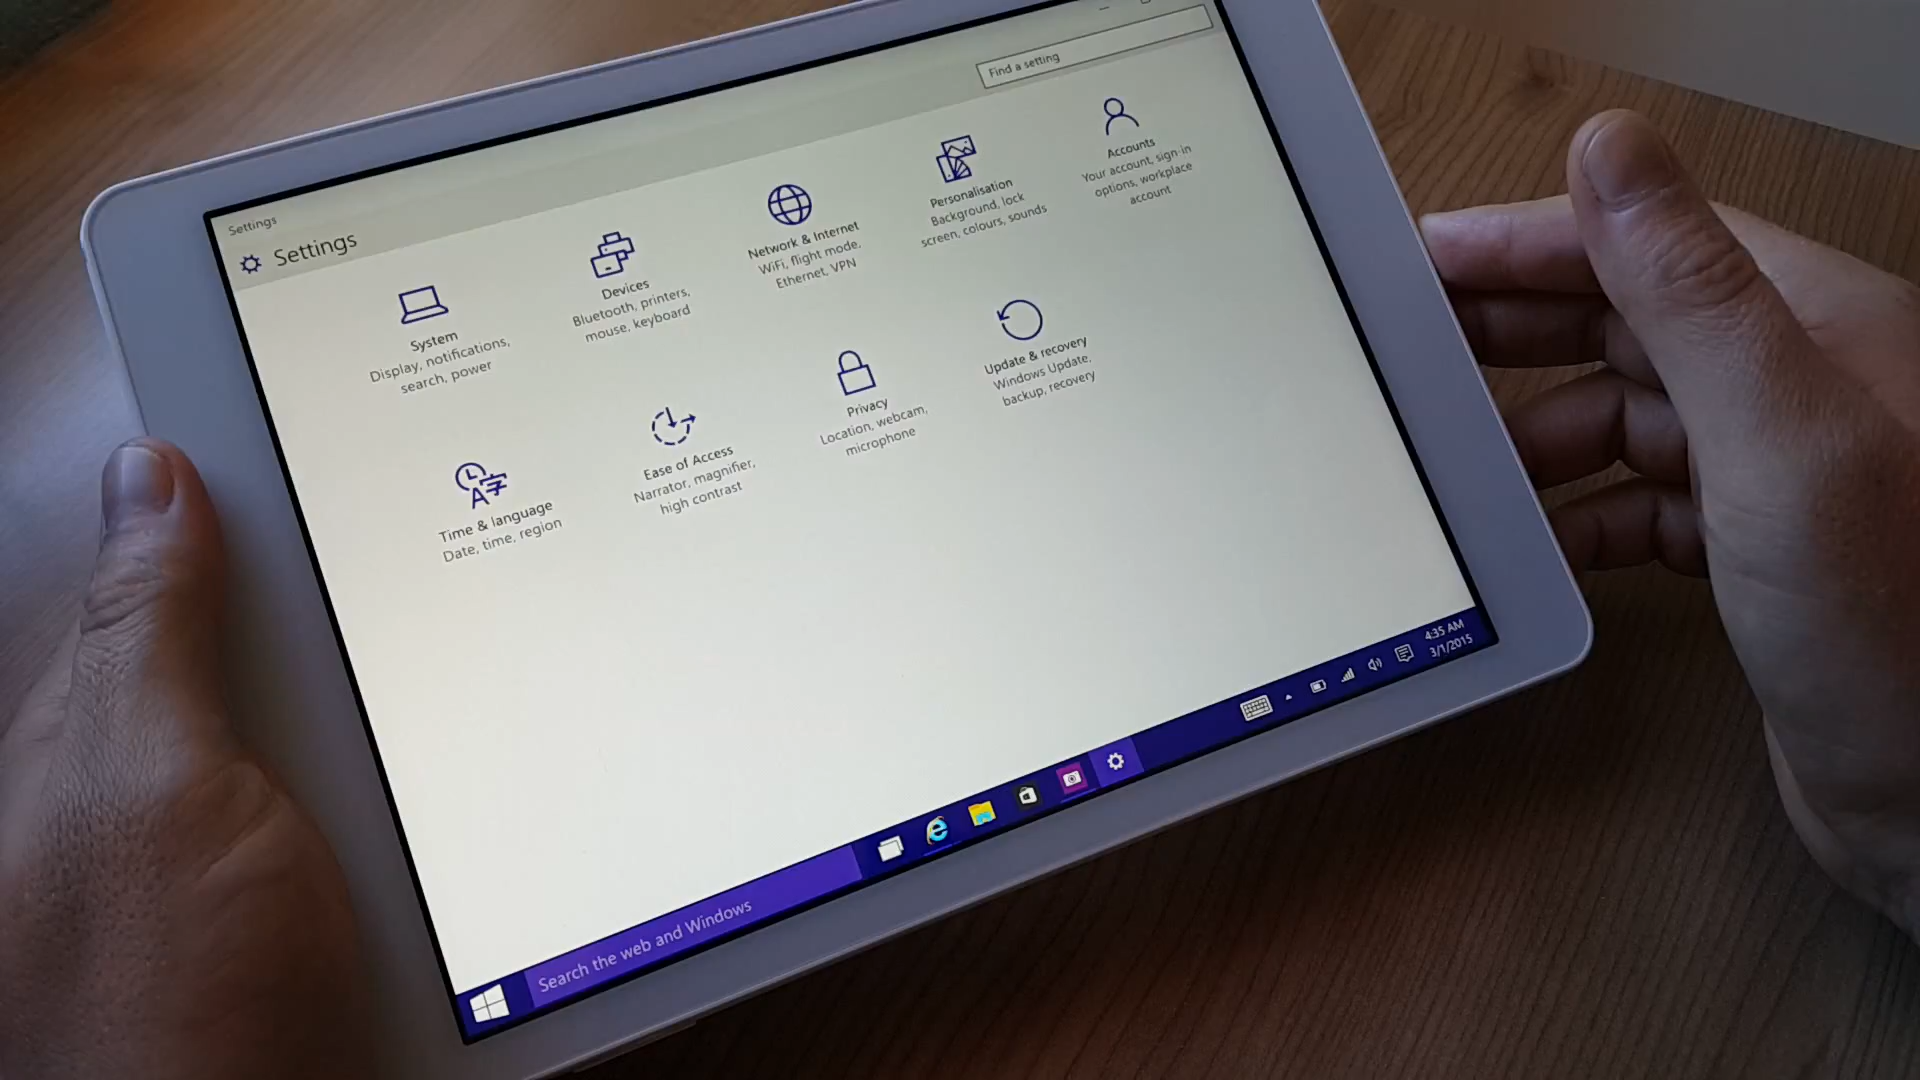 Settings
Settings
Find a setting
System
Display, notifications,
search, power
Devices
Bluetooth, printers,
mouse, keyboard
Network & Internet
WiFi, flight mode,
Ethernet, VPN
Personalisation
Background, lock
screen, colours, sounds
Accounts
Your account, sign-in
options, workplace
account
Time & language
Date, time, region
Ease of Access
Narrator, magnifier,
high contrast
Privacy
Location, webcam,
microphone
Update & recovery
Windows Update,
backup, recovery
Search the web and Windows
4:35 AM
3/1/2015